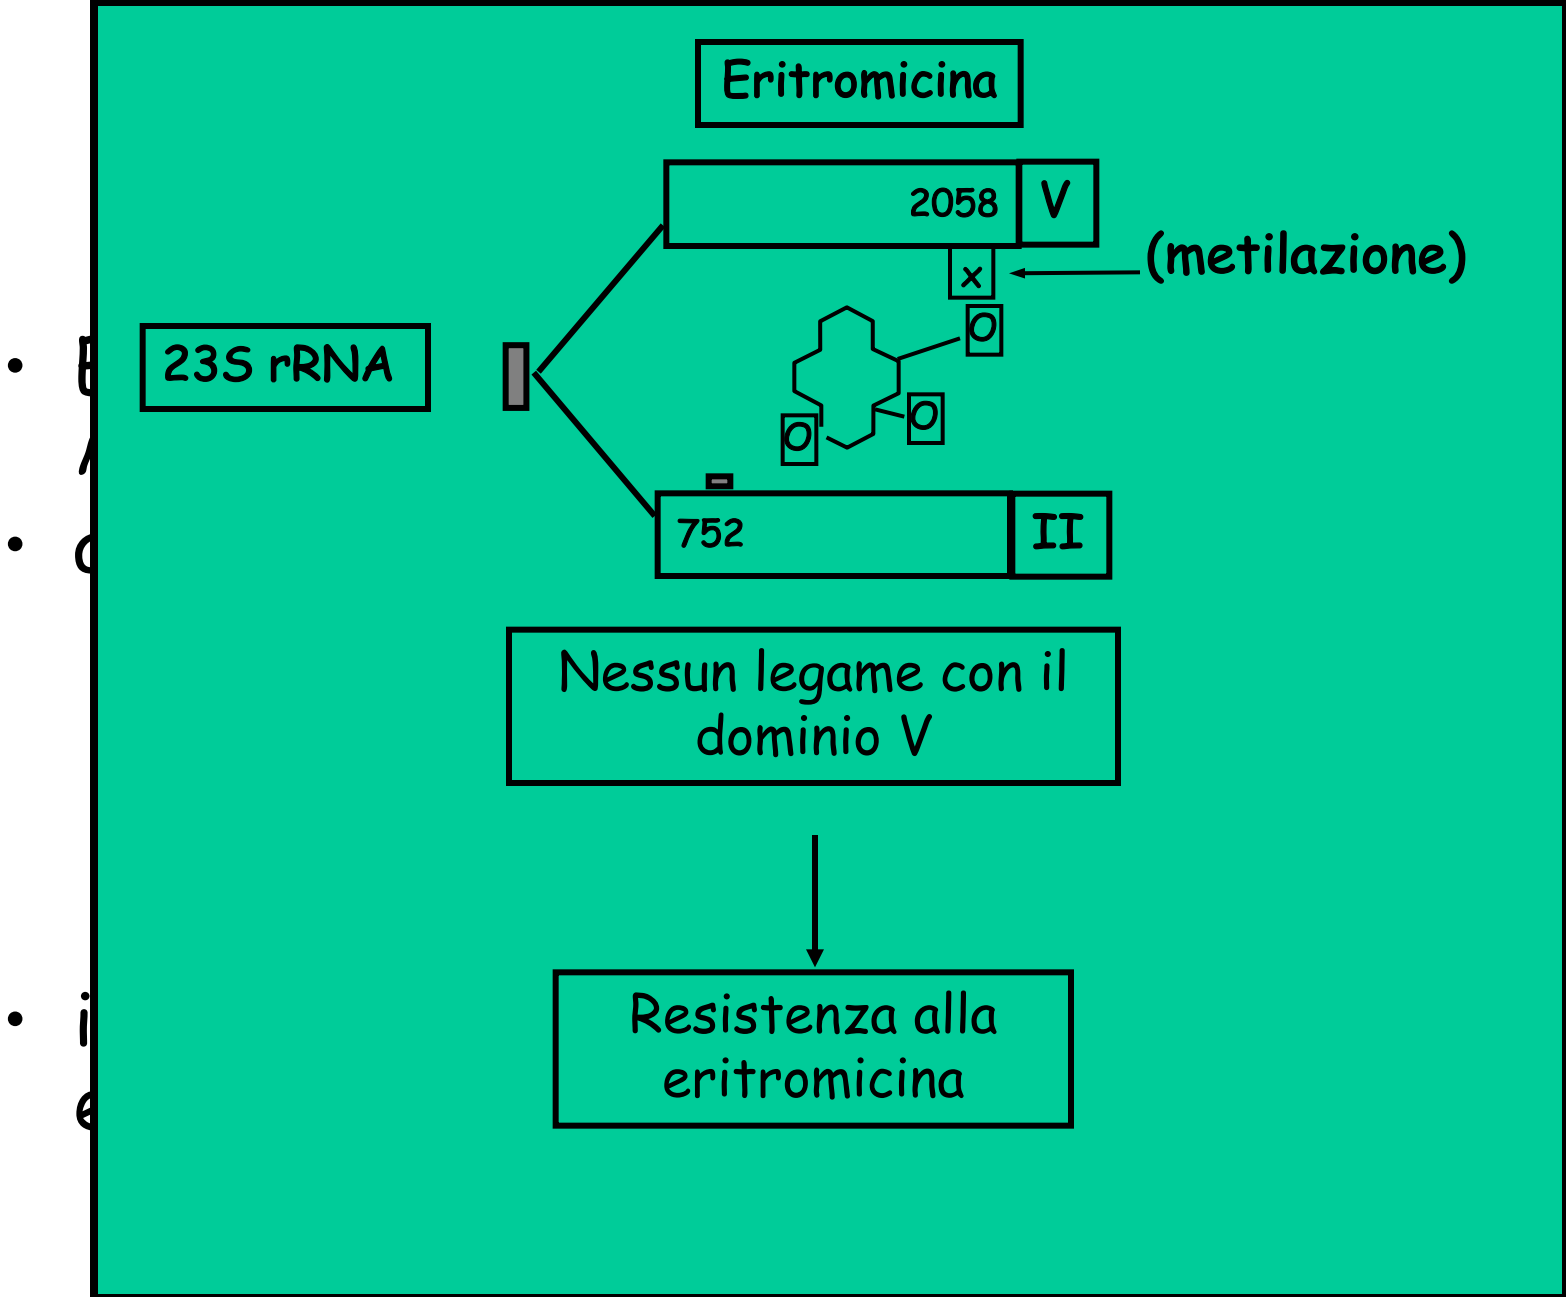 Eritromicina
2058 V
(metilazione)
x
O
23S rRNA
O
O
752 II
Nessun legame con il
dominio V
Resistenza alla
eritromicina